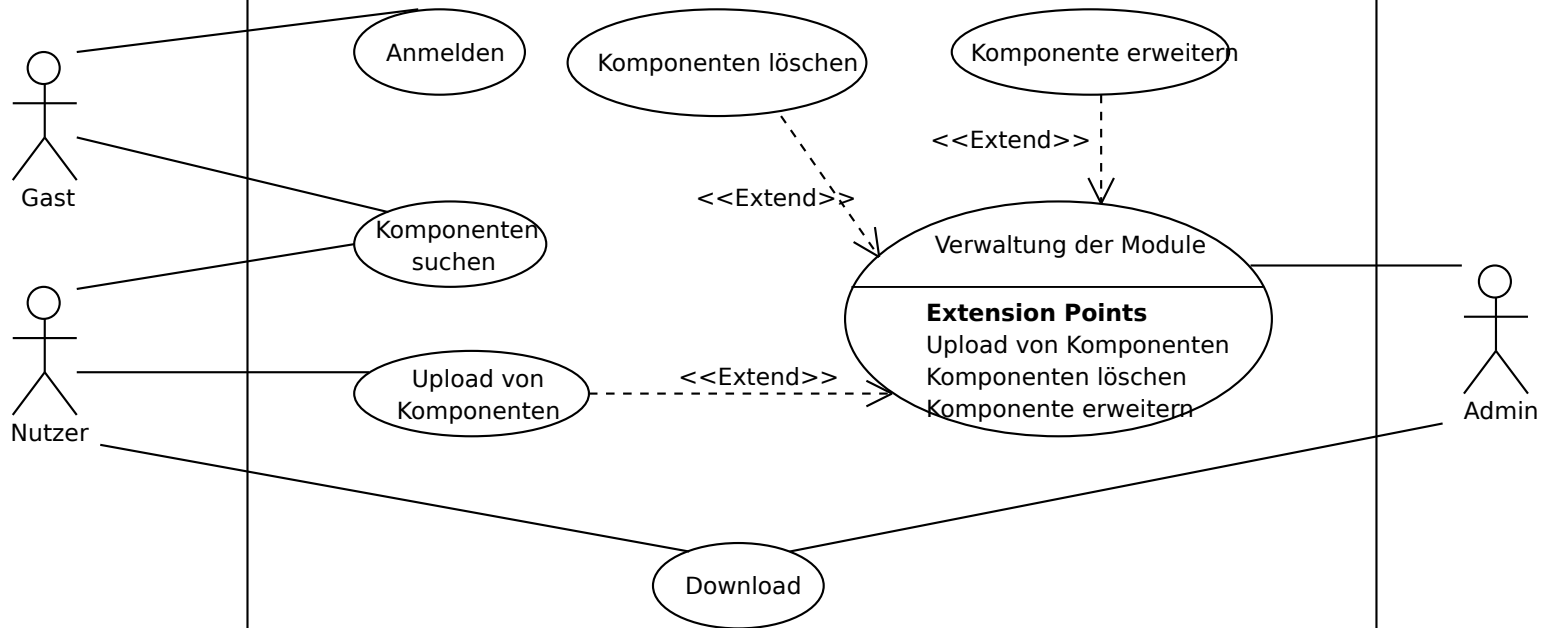 Anmelden
Komponenten löschen
Komponente erweitern
<<Extend>>
Gast
<<Extend>>
Komponenten
suchen
Verwaltung der Module
Extension Points
Upload von Komponenten
Komponenten löschen
Komponente erweitern
Upload von
Komponenten
<<Extend>>
Nutzer
Admin
Download